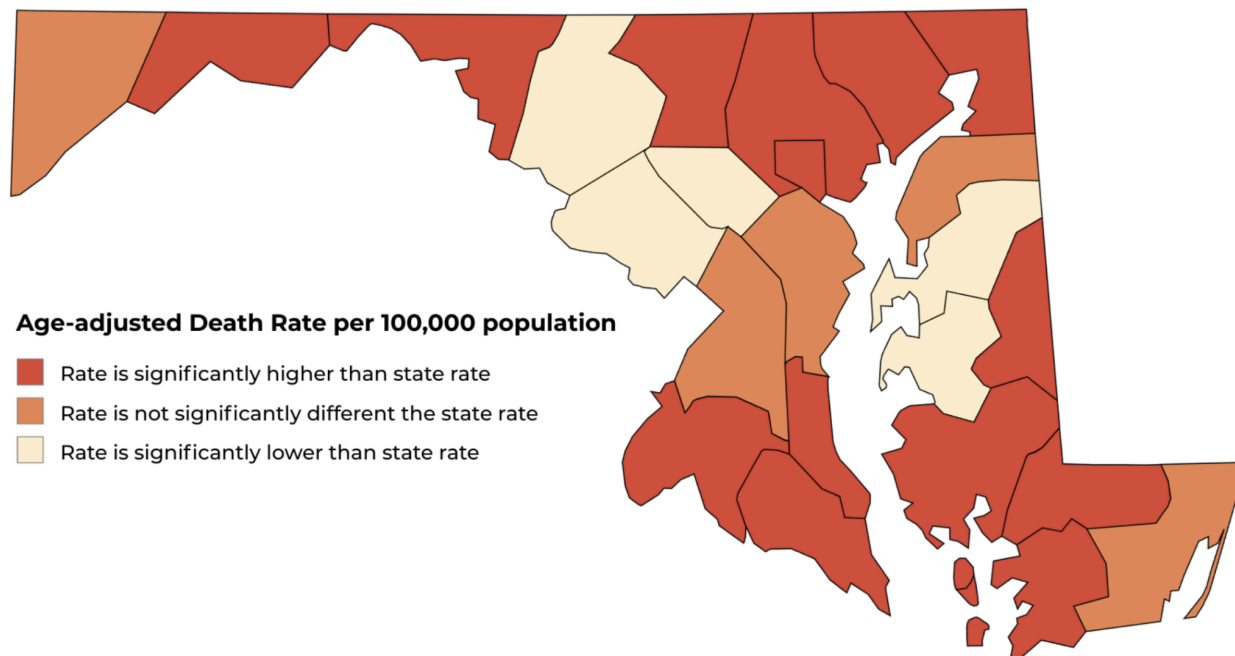 Age-adjusted Death Rate per 100,000 population
Rate is significantly higher than state rate
Rate is not significantly different the state rate
Rate is significantly lower than state rate